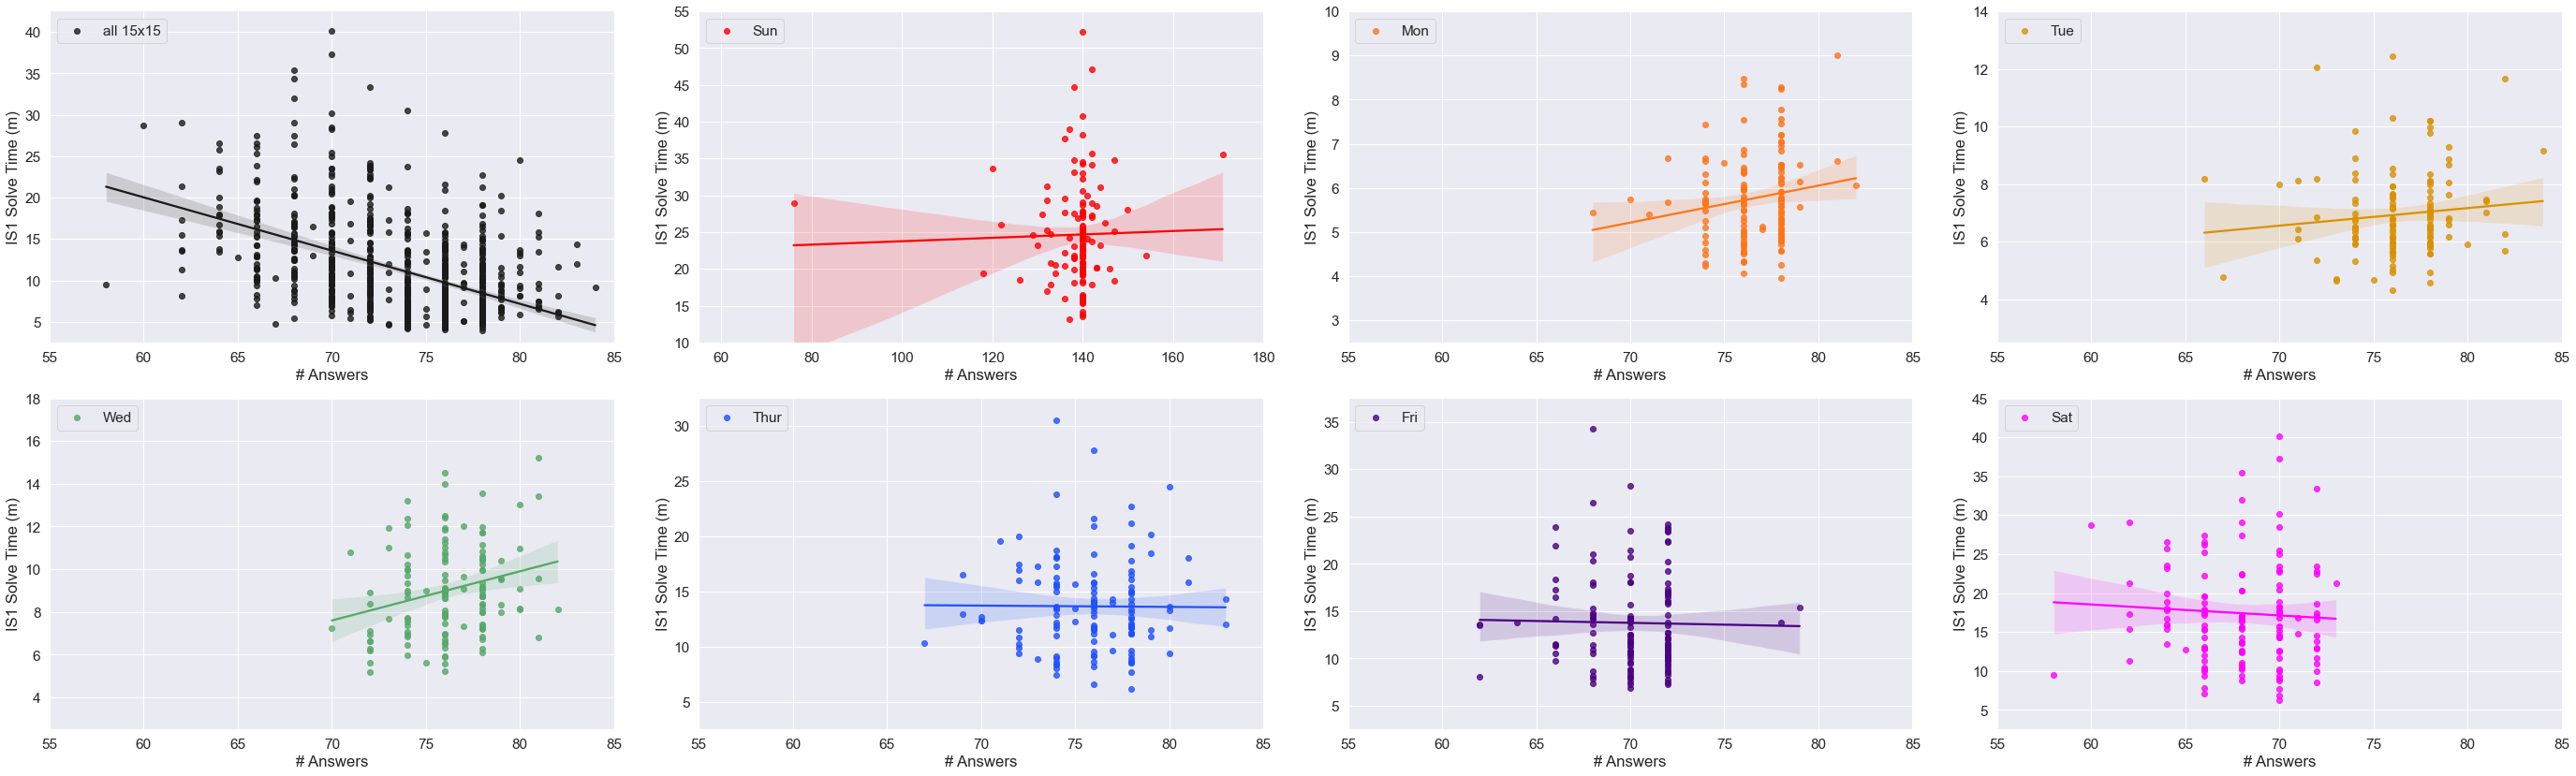 all 15x15
IS1 Solve Time (m)
40
35
30
25
20
15
10
5
55 60 65 70 75 80 85
# Answers
Sun
IS1 Solve Time (m)
55
50
45
40
35
30
25
20
15
10
60 80 100 120 140 160 180
# Answers
Mon
IS1 Solve Time (m)
10
9
8
7
6
5
4
3
55 60 65 70 75 80 85
# Answers
Tue
IS1 Solve Time (m)
14
12
10
8
6
4
55 60 65 70 75 80 85
# Answers
Wed
IS1 Solve Time (m)
18
16
14
12
10
8
6
4
55 60 65 70 75 80 85
# Answers
Thur
IS1 Solve Time (m)
30
25
20
15
10
5
55 60 65 70 75 80 85
# Answers
Fri
IS1 Solve Time (m)
35
30
25
20
15
10
5
55 60 65 70 75 80 85
# Answers
Sat
IS1 Solve Time (m)
45
40
35
30
25
20
15
10
5
55 60 65 70 75 80 85
# Answers